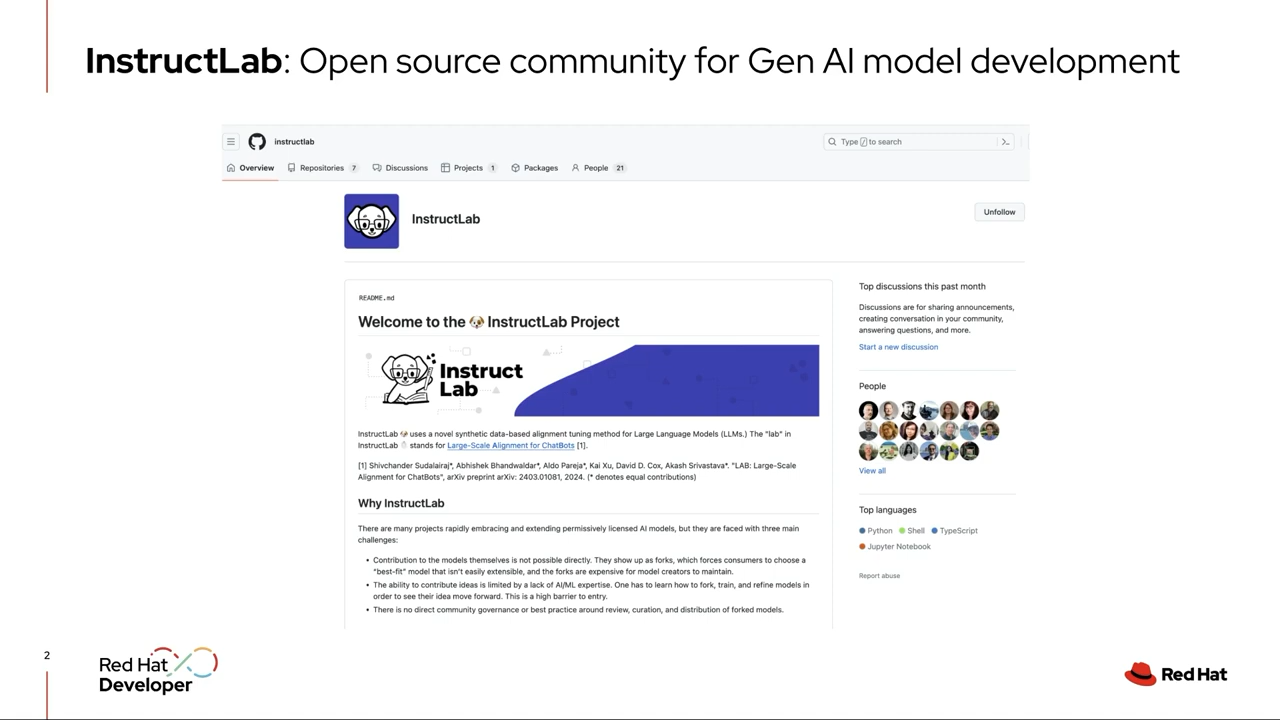 InstructLab: Open source community for Gen AI model development
instructlab
Type / to search
Overview
Repositories 7
Discussions
Projects 1
Packages
People 21
InstructLab
Unfollow
README.md
Welcome to the 🐶 InstructLab Project
Instruct
Lab
InstructLab 🐶 uses a novel synthetic data-based alignment tuning method for Large Language Models (LLMs.) The "lab" in
InstructLab 🥼 stands for Large-Scale Alignment for ChatBots [1].
[1] Shivchander Sudalairaj*, Abhishek Bhandwaldar*, Aldo Pareja*, Kai Xu, David D. Cox, Akash Srivastava*. "LAB: Large-Scale
Alignment for ChatBots", arXiv preprint arXiv: 2403.01081, 2024. (* denotes equal contributions)
Why InstructLab
There are many projects rapidly embracing and extending permissively licensed AI models, but they are faced with three main
challenges:
• Contribution to the models themselves is not possible directly. They show up as forks, which forces consumers to choose a
"best-fit" model that isn't easily extensible, and the forks are expensive for model creators to maintain.
• The ability to contribute ideas is limited by a lack of AI/ML expertise. One has to learn how to fork, train, and refine models in
order to see their idea move forward. This is a high barrier to entry.
• There is no direct community governance or best practice around review, curation, and distribution of forked models.
Top discussions this past month
Discussions are for sharing announcements,
creating conversation in your community,
answering questions, and more.
Start a new discussion
People
View all
Top languages
Python Shell TypeScript
Jupyter Notebook
Report abuse
2
Red Hat
Developer
Red Hat